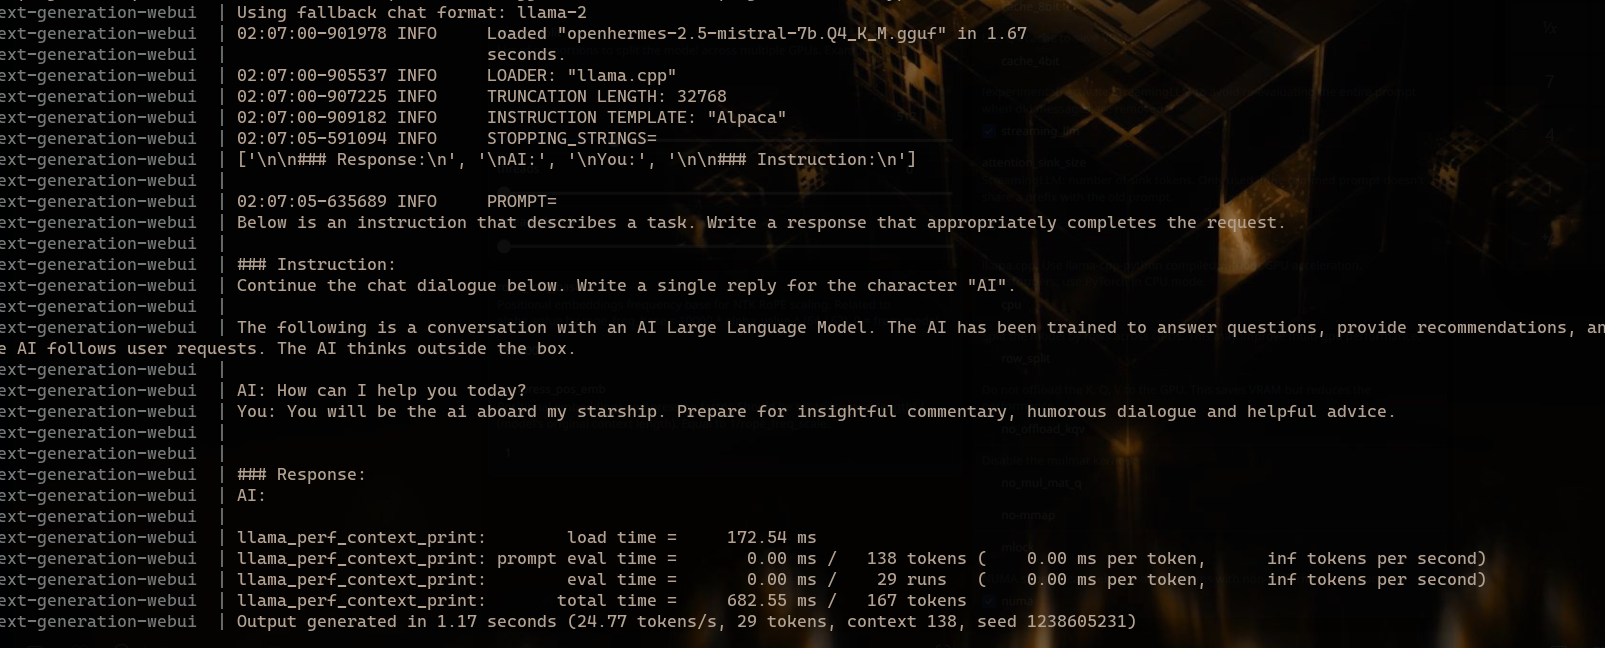 ext-generation-webui | Using fallback chat format: llama-2
ext-generation-webui | 02:07:00-901978 INFO Loaded "openhermes-2.5-mistral-7b.Q4_K_M.gguf" in 1.67
ext-generation-webui | seconds.
ext-generation-webui | 02:07:00-905537 INFO LOADER: "llama.cpp"
ext-generation-webui | 02:07:00-907225 INFO TRUNCATION LENGTH: 32768
ext-generation-webui | 02:07:00-909182 INFO INSTRUCTION TEMPLATE: "Alpaca"
ext-generation-webui | 02:07:05-591094 INFO STOPPING_STRINGS=
ext-generation-webui | ['\n\n### Response:\n', '\nAI:', '\nYou:', '\n\n### Instruction:\n']
ext-generation-webui |
ext-generation-webui | 02:07:05-635689 INFO PROMPT=
ext-generation-webui | Below is an instruction that describes a task. Write a response that appropriately completes the request.
ext-generation-webui |
ext-generation-webui | ### Instruction:
ext-generation-webui | Continue the chat dialogue below. Write a single reply for the character "AI".
ext-generation-webui |
ext-generation-webui | The following is a conversation with an AI Large Language Model. The AI has been trained to answer questions, provide recommendations, an
e AI follows user requests. The AI thinks outside the box.
ext-generation-webui |
ext-generation-webui | AI: How can I help you today?
ext-generation-webui | You: You will be the ai aboard my starship. Prepare for insightful commentary, humorous dialogue and helpful advice.
ext-generation-webui |
ext-generation-webui |
ext-generation-webui | ### Response:
ext-generation-webui | AI:
ext-generation-webui |
ext-generation-webui | llama_perf_context_print: load time = 172.54 ms
ext-generation-webui | llama_perf_context_print: prompt eval time = 0.00 ms / 138 tokens ( 0.00 ms per token, inf tokens per second)
ext-generation-webui | llama_perf_context_print: eval time = 0.00 ms / 29 runs ( 0.00 ms per token, inf tokens per second)
ext-generation-webui | llama_perf_context_print: total time = 682.55 ms / 167 tokens
ext-generation-webui | Output generated in 1.17 seconds (24.77 tokens/s, 29 tokens, context 138, seed 1238605231)
cache_4bit
streaming_llm
attention_sink_size
cpu
row_split
no_offload_kqv
no_mul_mat_q
no-mmap
numa